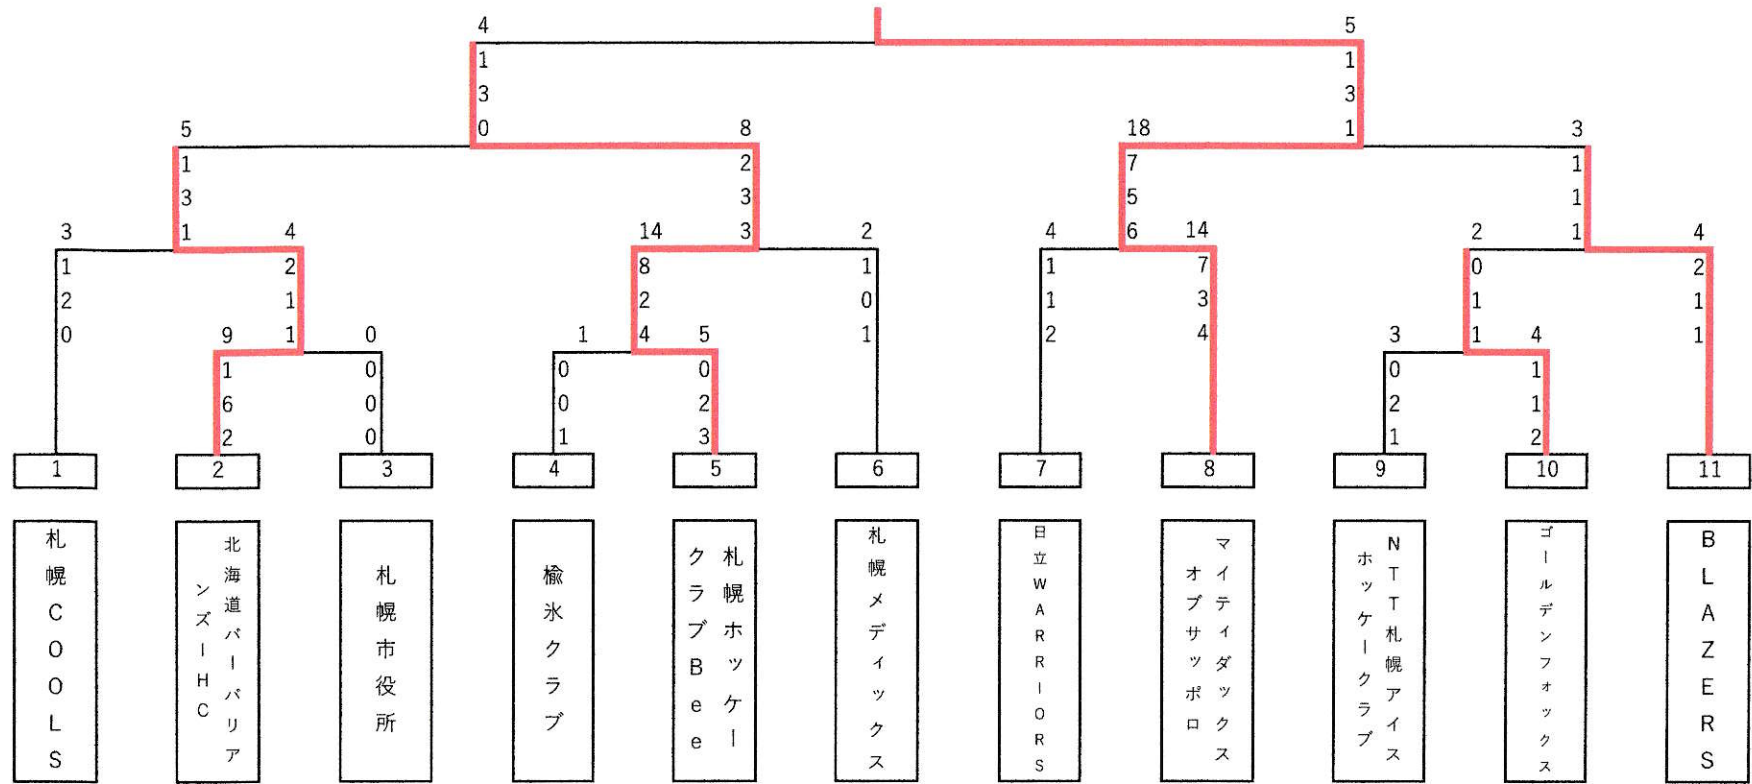 4 5
1 1
3 3
5 0 8 18 1 3
1 2 7 1
3 3 5 1
3 1 4 14 3 2 4 6 14 2 1 4
1 2 8 1 1 7 0 2
2 1 2 0 1 3 1 1
0 9 1 0 1 4 5 1 2 4 3 1 4 1
1 0 0 0 0 1
6 0 0 2 2 1
2 0 1 3 1 2
1 2 3 4 5 6 7 8 9 10 11
札幌COOLS
北海道バーバリア
ンズーHC
札幌市役所
楡氷クラブ
札幌ホッケー
クラブBee
札幌メディックス
日立WARRIORS
マイティダックス
オブサッポロ
NTT札幌アイス
ホッケークラブ
ゴールデンフォックス
BLAZERS